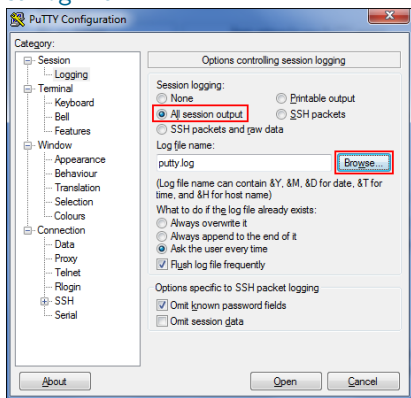 PuTTY Configuration
Category:
Session
Logging
Terminal
Keyboard
Bell
Features
Window
Appearance
Behaviour
Translation
Selection
Colours
Connection
Data
Proxy
Telnet
Rlogin
SSH
Serial
Options controlling session logging
Session logging:
None
Printable output
All session output
SSH packets
SSH packets and raw data
Log file name:
putty.log
Browse...
(Log file name can contain &Y, &M, &D for date, &T for
time, and &H for host name)
What to do if the log file already exists:
Always overwrite it
Always append to the end of it
Ask the user every time
Flush log file frequently
Options specific to SSH packet logging
Omit known password fields
Omit session data
About
Open
Cancel